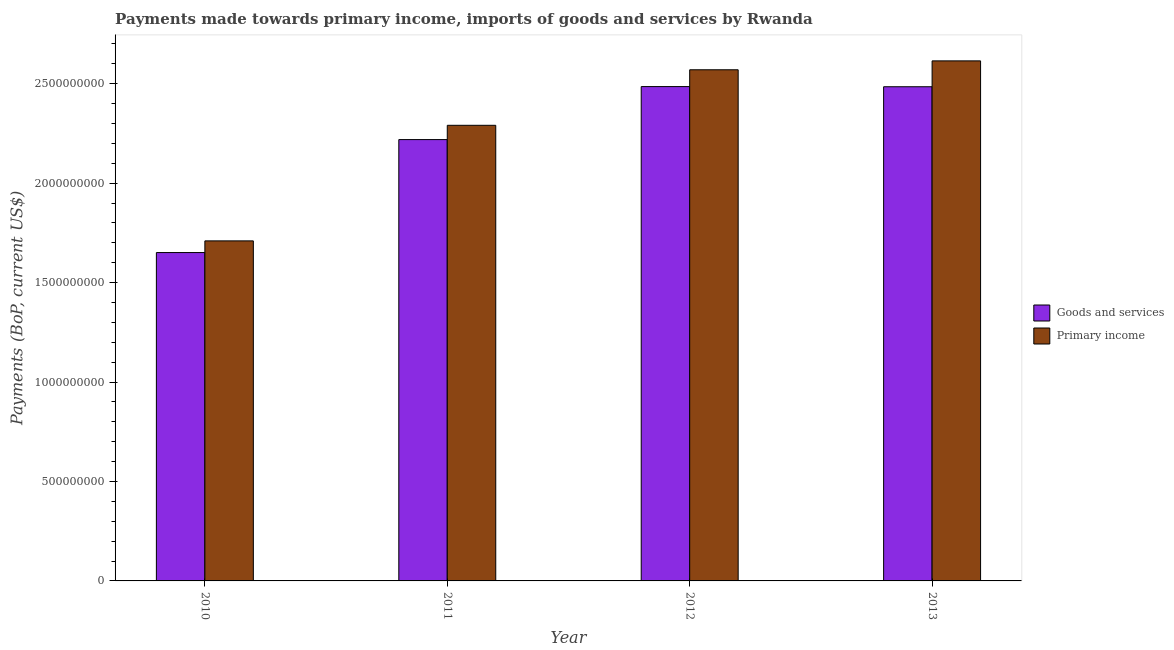 Payments made towards primary income, imports of goods and services by Rwanda
Payments (BoP, current US$)
2500000000
2000000000
1500000000
1000000000
500000000
0
2010
2011
2012
2013
Year
Goods and services
Primary income